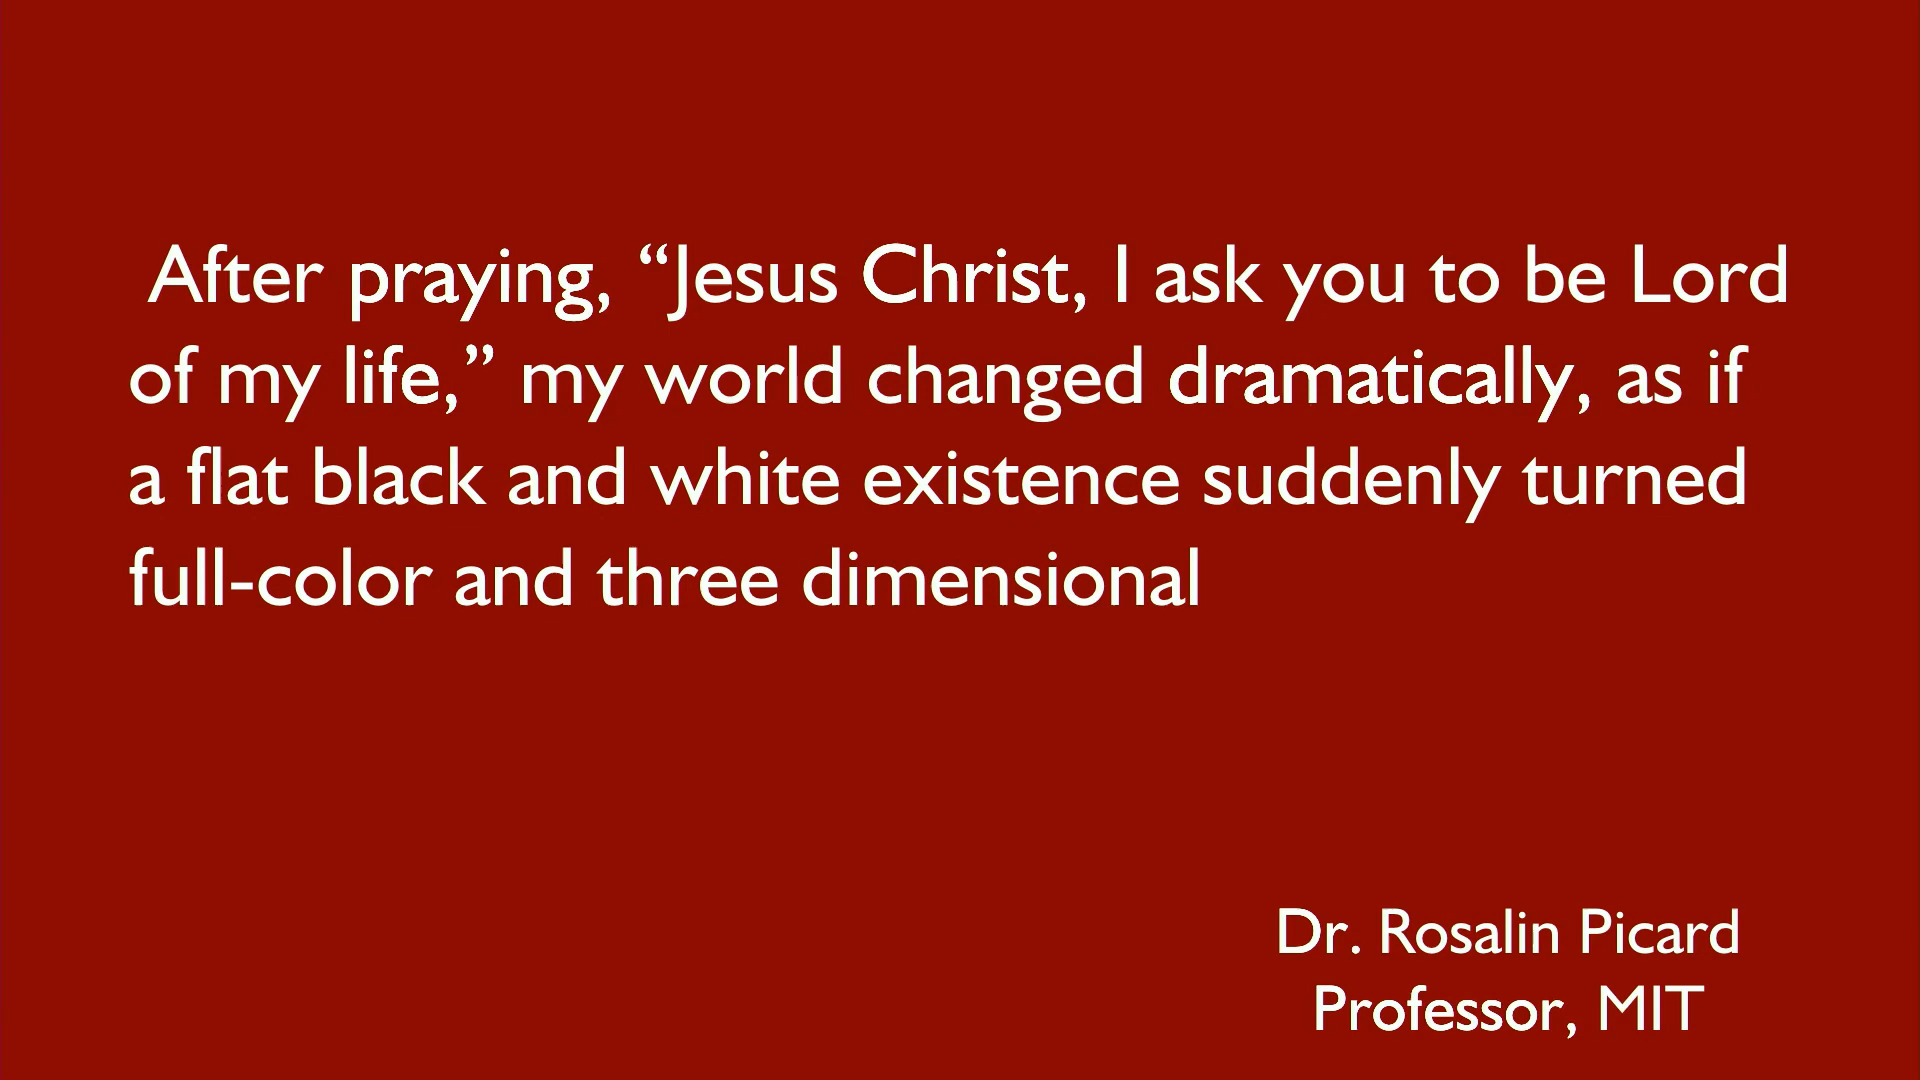 After praying, “Jesus Christ, I ask you to be Lord
of my life,” my world changed dramatically, as if
a flat black and white existence suddenly turned
full-color and three dimensional
Dr. Rosalin Picard
Professor, MIT